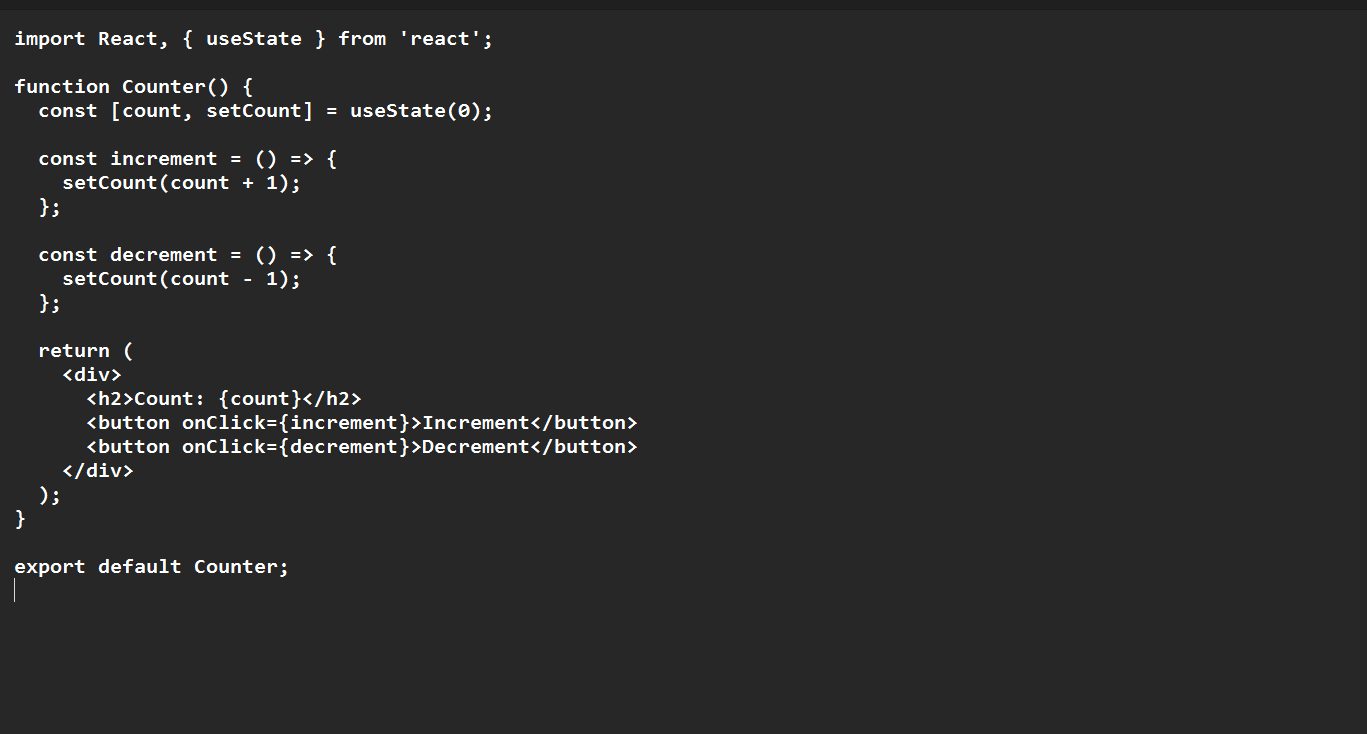 import React, { useState } from 'react';

function Counter() {
  const [count, setCount] = useState(0);

  const increment = () => {
    setCount(count + 1);
  };

  const decrement = () => {
    setCount(count - 1);
  };

  return (
    <div>
      <h2>Count: {count}</h2>
      <button onClick={increment}>Increment</button>
      <button onClick={decrement}>Decrement</button>
    </div>
  );
}

export default Counter;